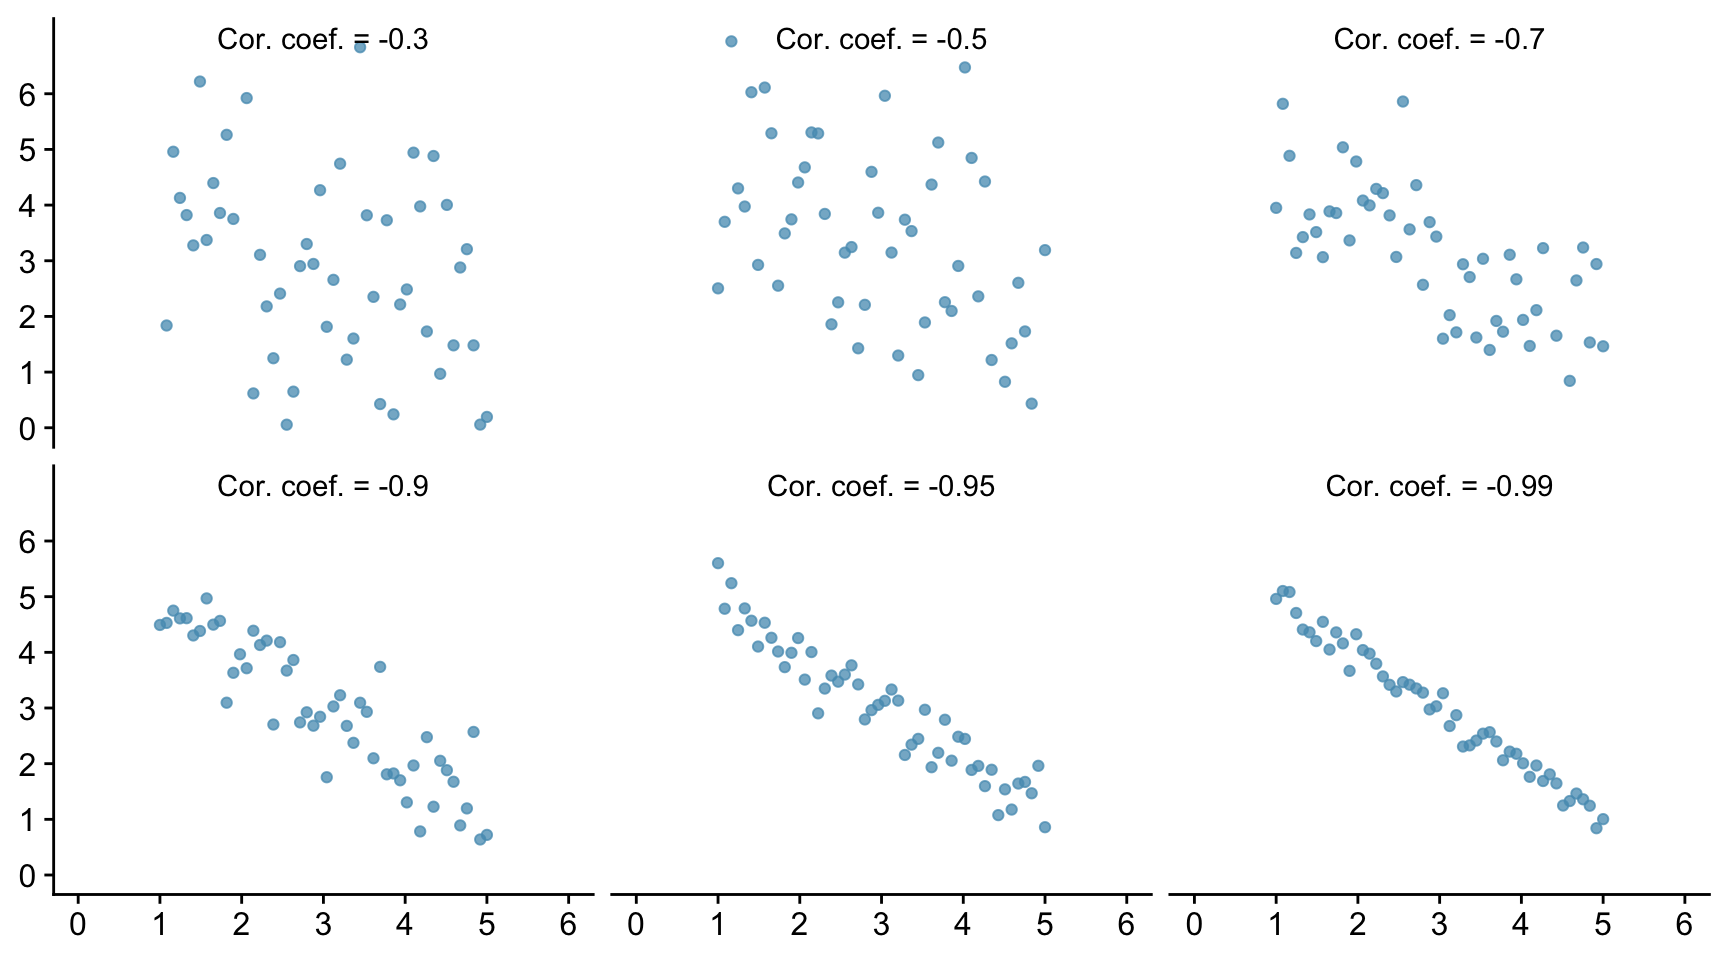 Cor. coef. = -0.3
Cor. coef. = -0.5
Cor. coef. = -0.7
6
5
4
3
2
1
0
Cor. coef. = -0.9
Cor. coef. = -0.95
Cor. coef. = -0.99
6
5
4
3
2
1
0
0 1 2 3 4 5 6
0 1 2 3 4 5 6
0 1 2 3 4 5 6